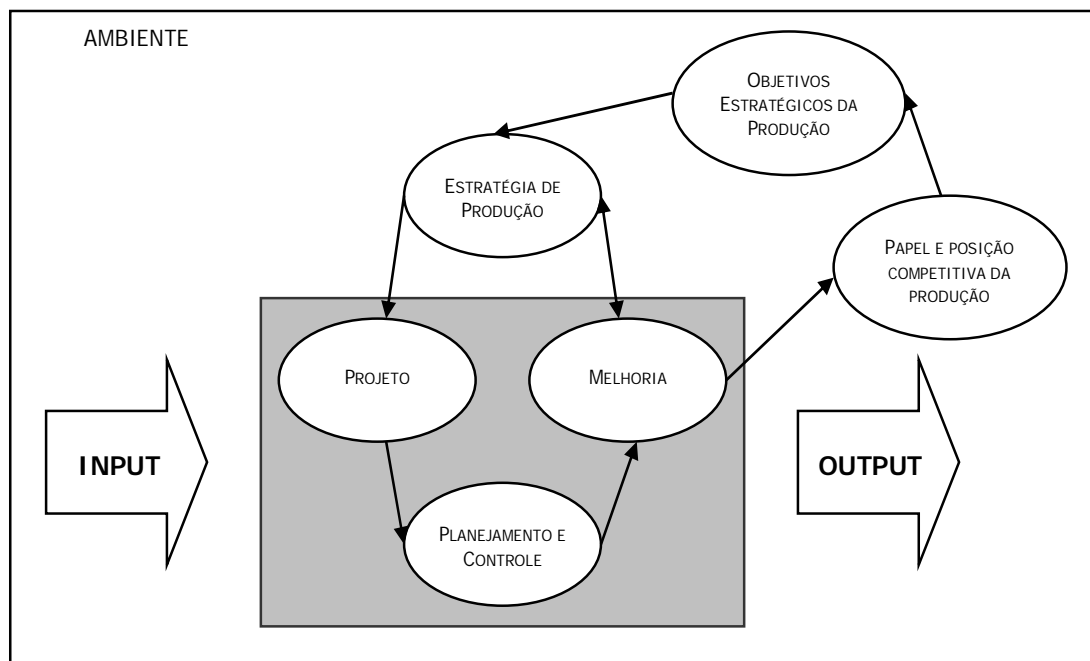 AMBIENTE
OBJETIVOS
ESTRATÉGICOS DA
PRODUÇÃO
ESTRATÉGIA DE
PRODUÇÃO
PAPEL E POSIÇÃO
COMPETITIVA DA
PRODUÇÃO
PROJETO
MELHORIA
INPUT
OUTPUT
PLANEJAMENTO E
CONTROLE